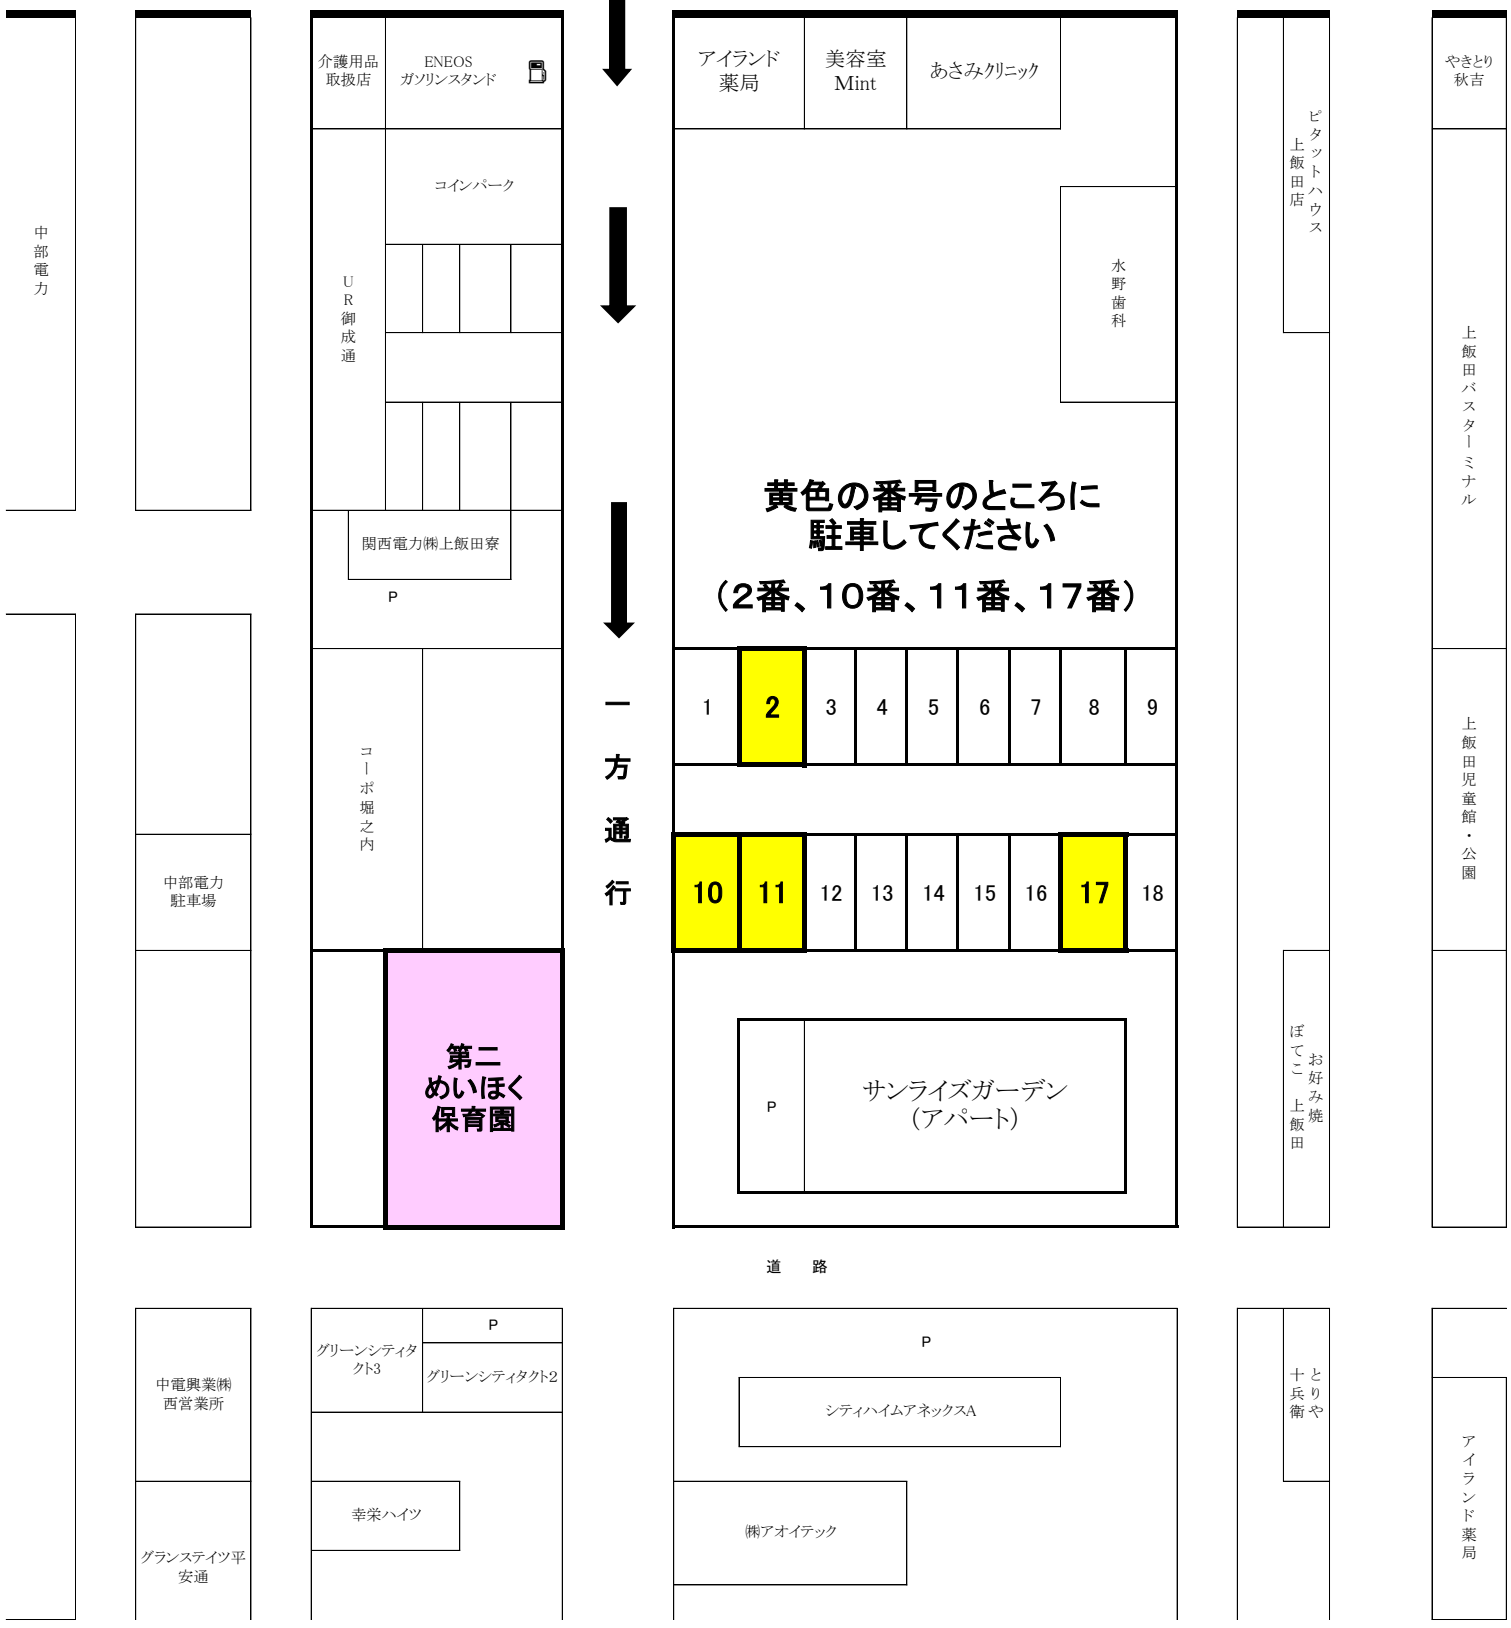 介護用品
取扱店
ENEOS
ガソリンスタンド
アイランド
薬局
美容室
Mint
あさみクリニック
やきとり
秋吉
ピタットハウス
上飯田店
コインパーク
中部電力
UR御成通
水野歯科
上飯田バスターミナル
黄色の番号のところに
駐車してください
（2番、10番、11番、17番）
関西電力㈱上飯田寮
P
一方通行
1
2
3
4
5
6
7
8
9
コーポ堀之内
上飯田児童館・公園
中部電力
駐車場
10
11
12
13
14
15
16
17
18
第二
めいほく
保育園
P
サンライズガーデン
（アパート）
お好み焼
ぼてこ 上飯田
道 路
中電興業㈱
西営業所
グリーンシティタ
クト3
P
グリーンシティタクト2
P
シティハイムアネックスA
とりや
十兵衛
アイランド薬局
幸栄ハイツ
㈱アオイテック
グランステイツ平
安通